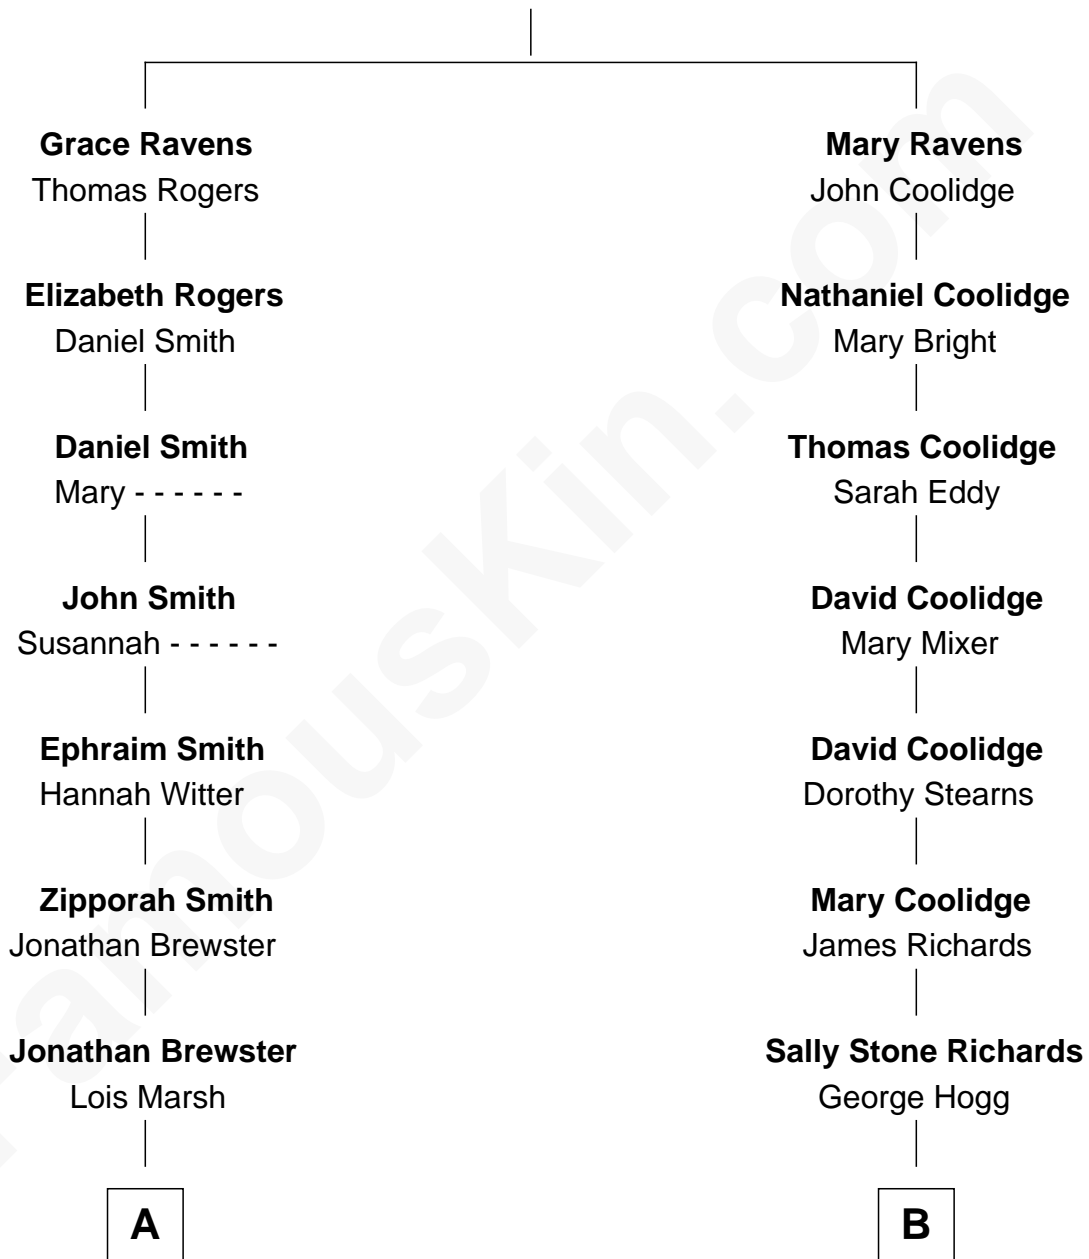 Grace Ravens
Thomas Rogers
Elizabeth Rogers
Daniel Smith
Daniel Smith
Mary - - - - - -
John Smith
Susannah - - - - - -
Ephraim Smith
Hannah Witter
Zipporah Smith
Jonathan Brewster
Jonathan Brewster
Lois Marsh
A
Mary Ravens
John Coolidge
Nathaniel Coolidge
Mary Bright
Thomas Coolidge
Sarah Eddy
David Coolidge
Mary Mixer
David Coolidge
Dorothy Stearns
Mary Coolidge
James Richards
Sally Stone Richards
George Hogg
B
FamousKin.com